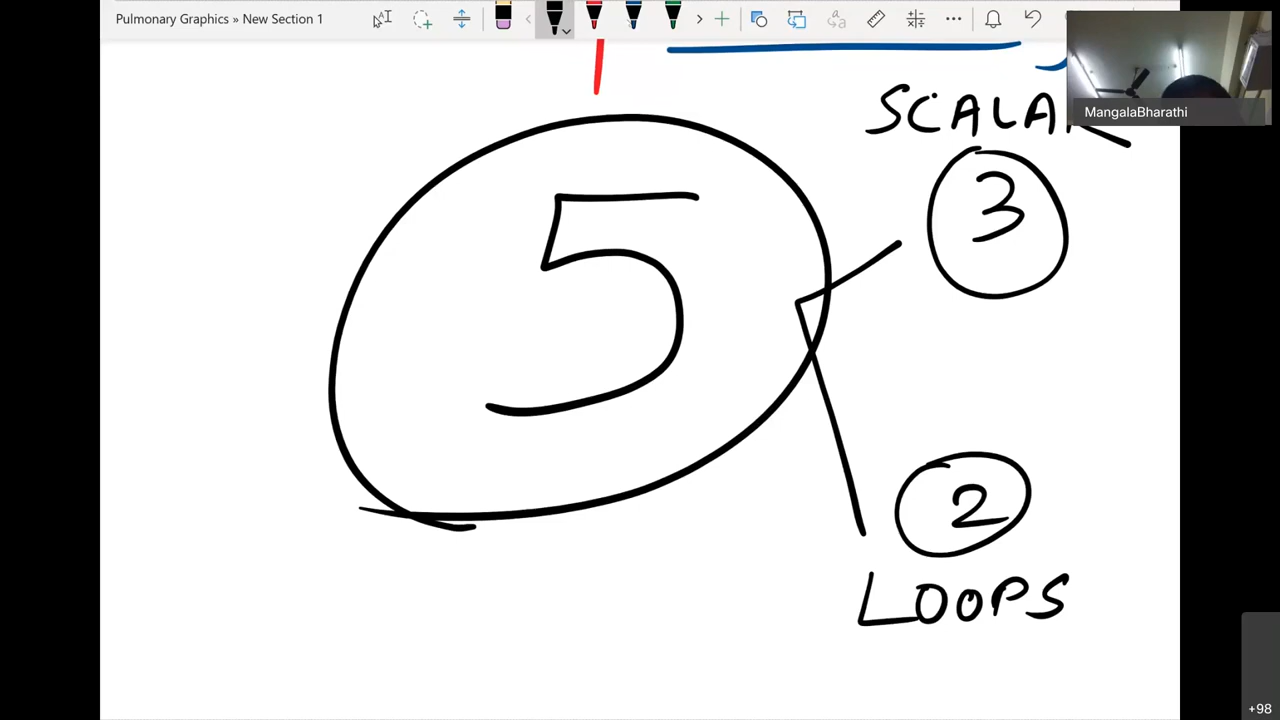 Pulmonary Graphics » New Section 1
MangalaBharathi
SCALAR
3
5
2
LOOPS
+98